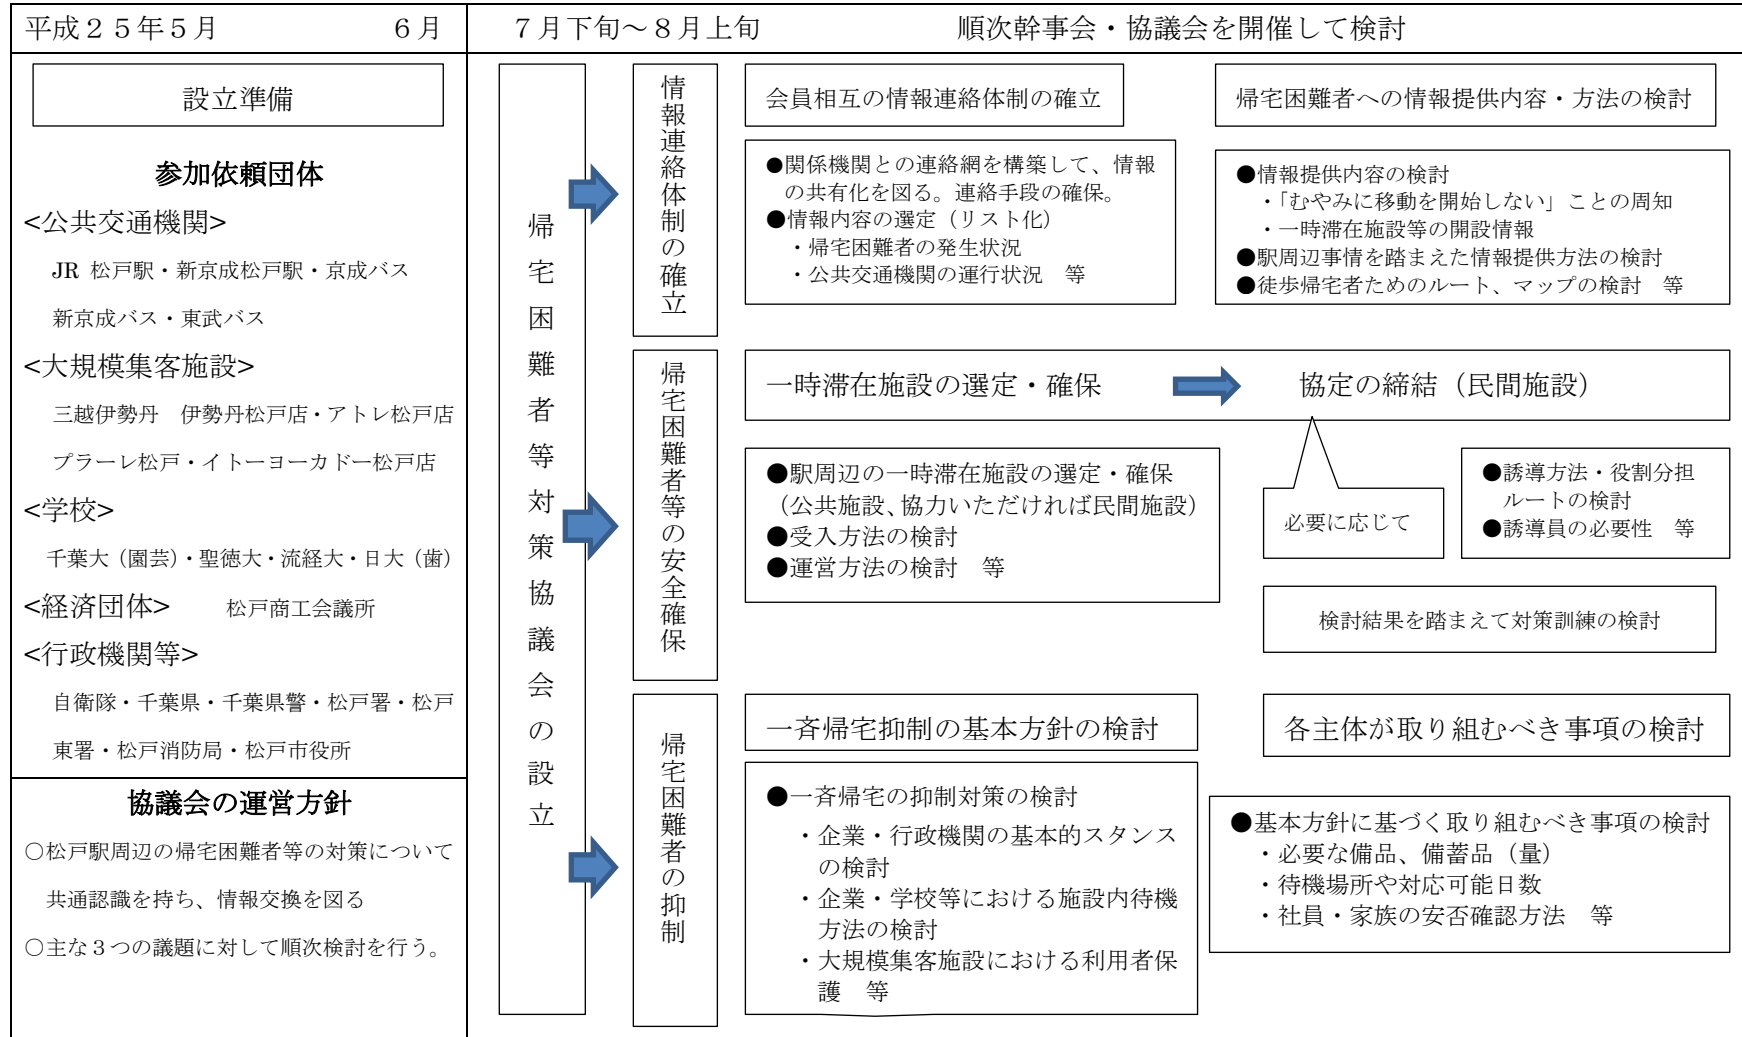 平成２５年５月　　　　　　６月
７月下旬～８月上旬　　　　　　順次幹事会・協議会を開催して検討
設立準備
参加依頼団体
<公共交通機関>
JR 松戸駅・新京成松戸駅・京成バス
新京成バス・東武バス
<大規模集客施設>
三越伊勢丹　伊勢丹松戸店・アトレ松戸店
プラーレ松戸・イトーヨーカドー松戸店
<学校>
千葉大（園芸）・聖徳大・流経大・日大（歯）
<経済団体>　　松戸商工会議所
<行政機関等>
自衛隊・千葉県・千葉県警・松戸署・松戸
東署・松戸消防局・松戸市役所
協議会の運営方針
○松戸駅周辺の帰宅困難者等の対策について
共通認識を持ち、情報交換を図る
○主な３つの議題に対して順次検討を行う。
帰宅困難者等対策協議会の設立
情報連絡体制の確立
会員相互の情報連絡体制の確立
●関係機関との連絡網を構築して、情報
の共有化を図る。連絡手段の確保。
●情報内容の選定（リスト化）
・帰宅困難者の発生状況
・公共交通機関の運行状況　等
帰宅困難者への情報提供内容・方法の検討
●情報提供内容の検討
・「むやみに移動を開始しない」ことの周知
・一時滞在施設等の開設情報
●駅周辺事情を踏まえた情報提供方法の検討
●徒歩帰宅者ためのルート、マップの検討　等
帰宅困難者等の安全確保
一時滞在施設の選定・確保　　　協定の締結（民間施設）
●駅周辺の一時滞在施設の選定・確保
（公共施設、協力いただければ民間施設）
●受入方法の検討
●運営方法の検討　等
必要に応じて
●誘導方法・役割分担
ルートの検討
●誘導員の必要性　等
検討結果を踏まえて対策訓練の検討
帰宅困難者の抑制
一斉帰宅抑制の基本方針の検討
●一斉帰宅の抑制対策の検討
・企業・行政機関の基本的スタンス
の検討
・企業・学校等における施設内待機
方法の検討
・大規模集客施設における利用者保
護　等
各主体が取り組むべき事項の検討
●基本方針に基づく取り組むべき事項の検討
・必要な備品、備蓄品（量）
・待機場所や対応可能日数
・社員・家族の安否確認方法　等